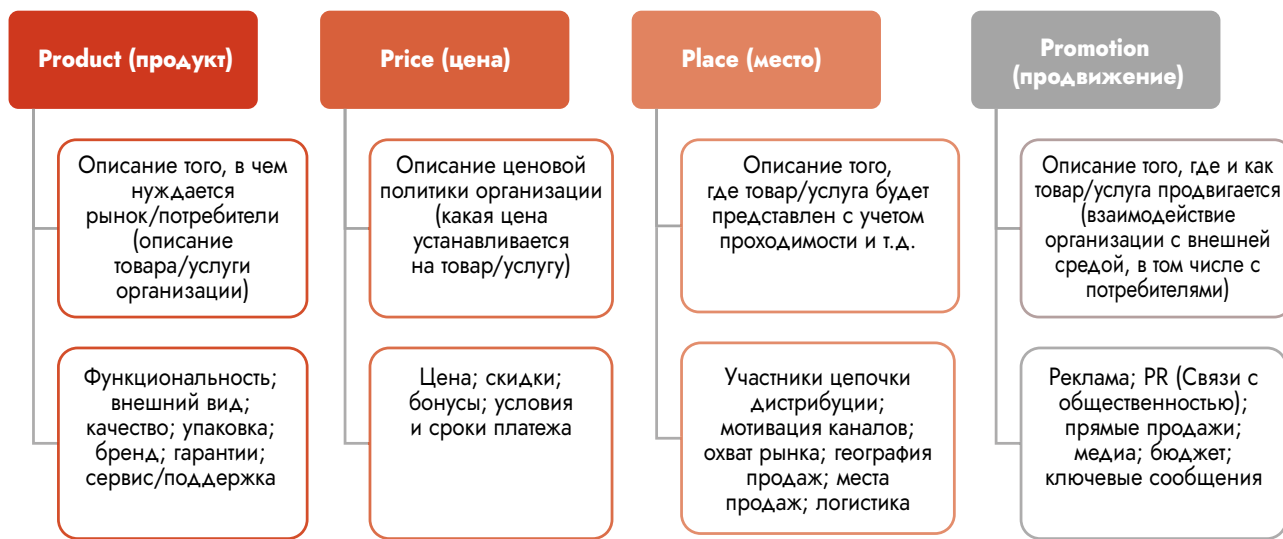 Product (продукт)
Описание того, в чем
нуждается
рынок/потребители
(описание
товара/услуги
организации)
Функциональность;
внешний вид;
качество; упаковка;
бренд; гарантии;
сервис/поддержка
Price (цена)
Описание ценовой
политики организации
(какая цена
устанавливается
на товар/услугу)
Цена; скидки;
бонусы; условия
и сроки платежа
Place (место)
Описание того,
где товар/услуга будет
представлен с учетом
проходимости и т.д.
Участники цепочки
дистрибуции;
мотивация каналов;
охват рынка; география
продаж; места
продаж; логистика
Promotion
(продвижение)
Описание того, где и как
товар/услуга продвигается
(взаимодействие
организации с внешней
средой, в том числе с
потребителями)
Реклама; PR (Связи с
общественностью);
прямые продажи;
медиа; бюджет;
ключевые сообщения